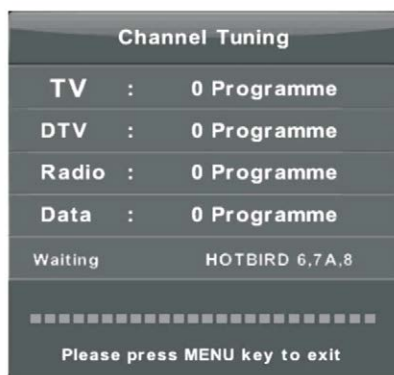 Channel Tuning
TV : 0 Programme
DTV : 0 Programme
Radio : 0 Programme
Data : 0 Programme
Waiting HOTBIRD 6,7A,8
Please press MENU key to exit